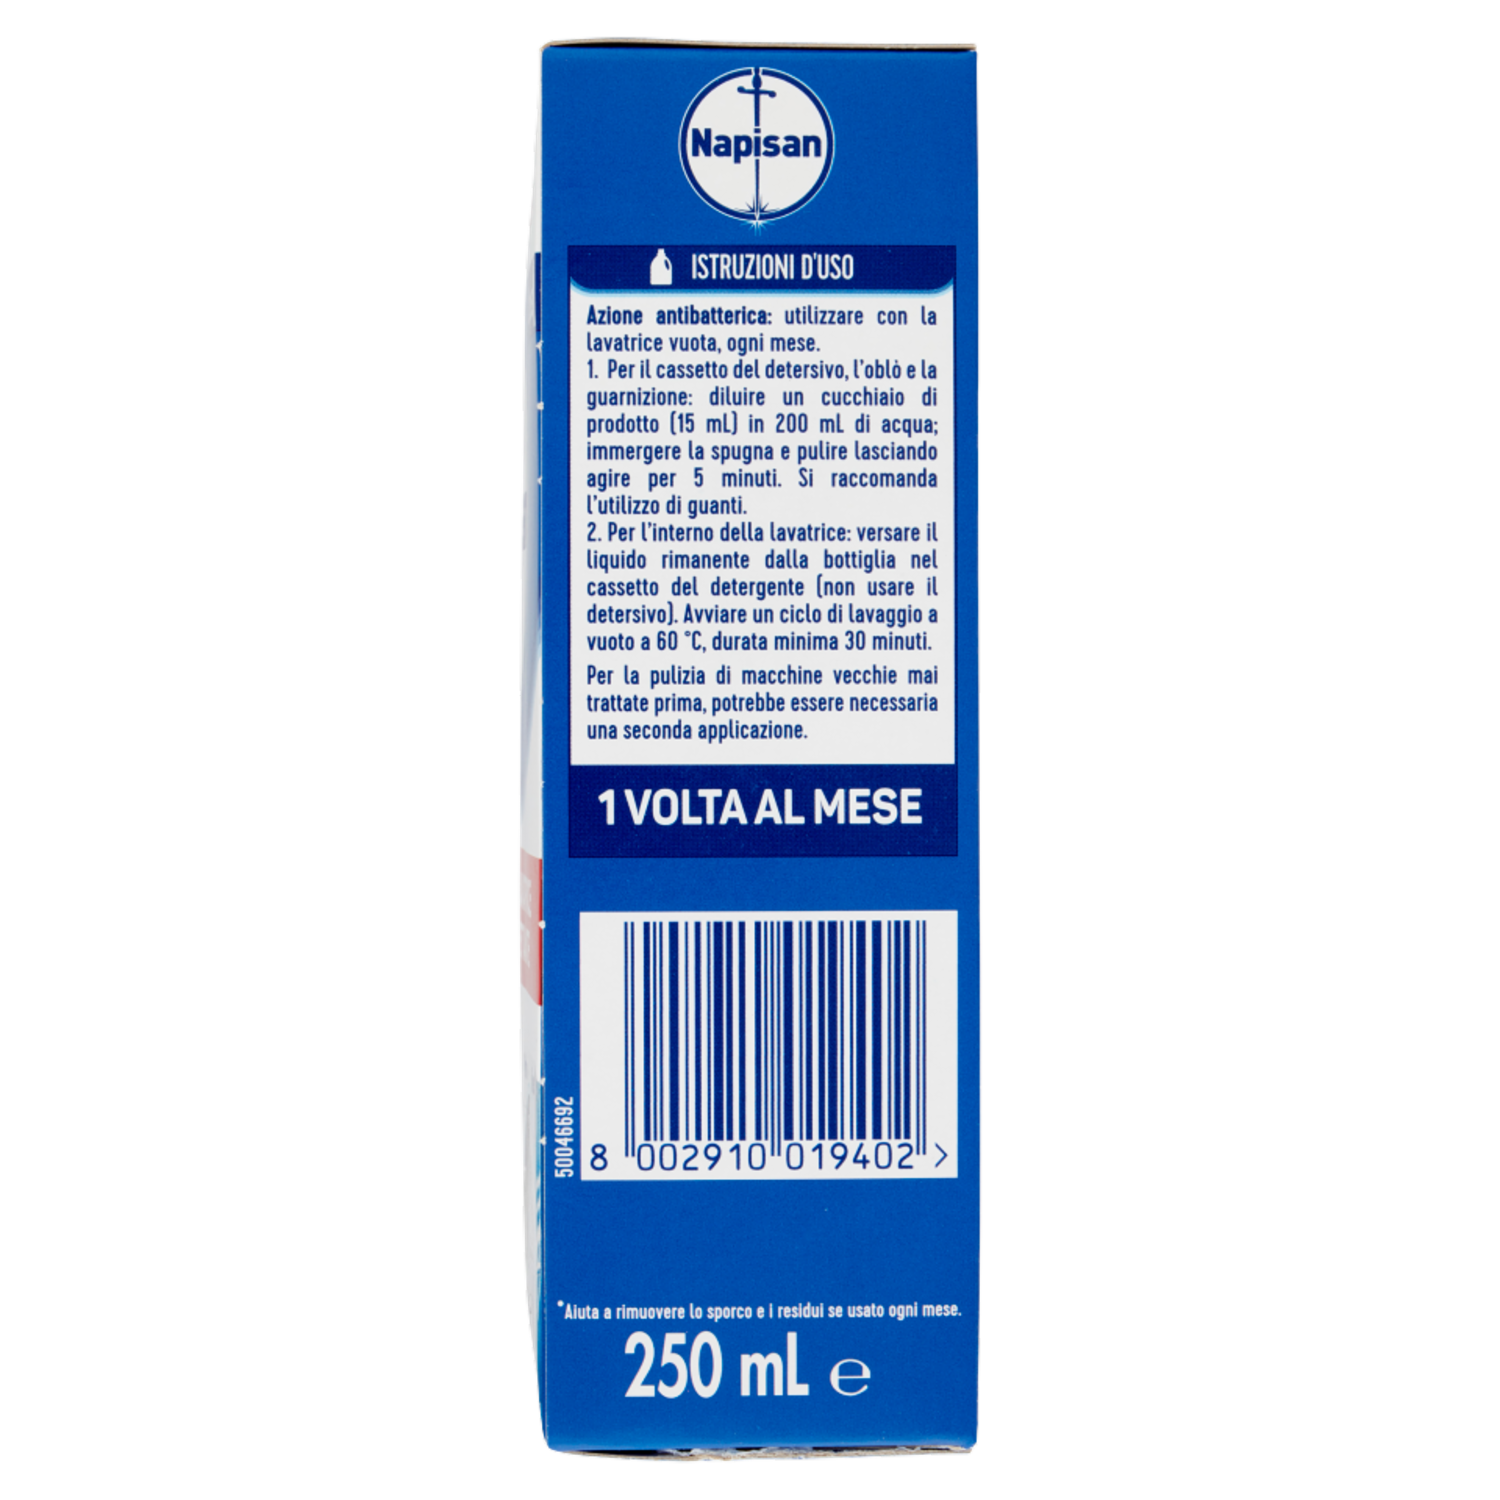 Napisan
ISTRUZIONI D'USO
Azione antibatterica: utilizzare con la
lavatrice vuota, ogni mese.
1. Per il cassetto del detersivo, l'oblò e la
guarnizione: diluire un cucchiaio di
prodotto (15 mL) in 200 mL di acqua;
immergere la spugna e pulire lasciando
agire per 5 minuti. Si raccomanda
l'utilizzo di guanti.
2. Per l'interno della lavatrice: versare il
liquido rimanente dalla bottiglia nel
cassetto del detergente (non usare il
detersivo). Avviare un ciclo di lavaggio a
vuoto a 60 °C, durata minima 30 minuti.
Per la pulizia di macchine vecchie mai
trattate prima, potrebbe essere necessaria
una seconda applicazione.
1 VOLTA AL MESE
50046692
8 002910 019402 >
*Aiuta a rimuovere lo sporco e i residui se usato ogni mese.
250 mL ℮